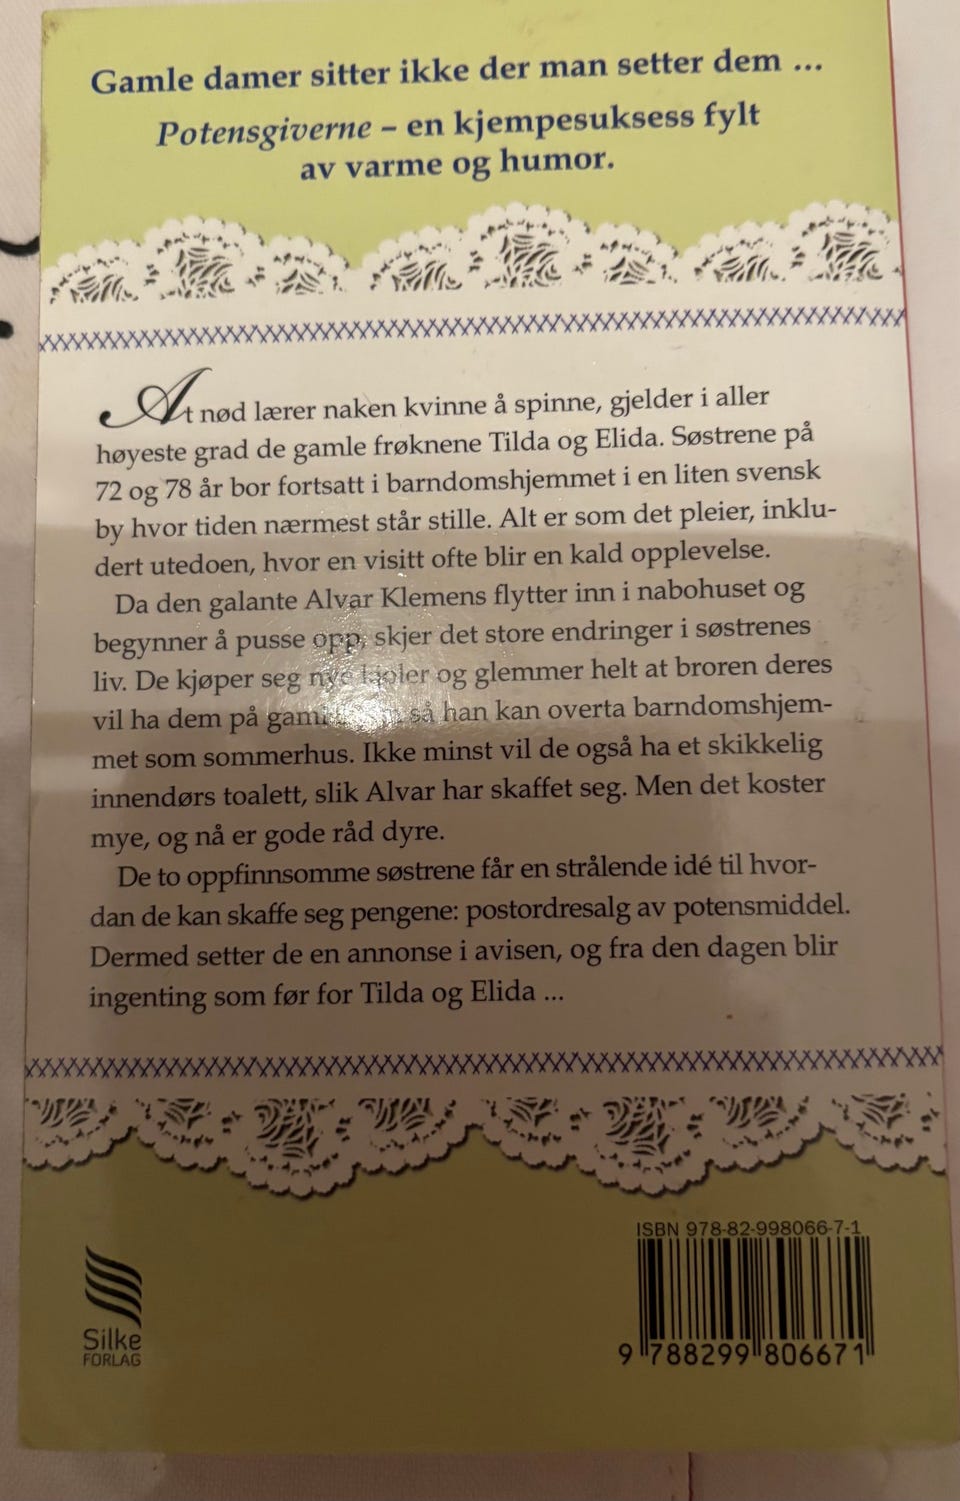 Gamle damer sitter ikke der man setter dem ...
Potensgiverne – en kjempesuksess fylt
av varme og humor.
At nød lærer naken kvinne å spinne, gjelder i aller
høyeste grad de gamle frøknene Tilda og Elida. Søstrene på
72 og 78 år bor fortsatt i barndomshjemmet i en liten svensk
by hvor tiden nærmest står stille. Alt er som det pleier, inklu-
dert utedoen, hvor en visitt ofte blir en kald opplevelse.
Da den galante Alvar Klemens flytter inn i nabohuset og
begynner å pusse opp, skjer det store endringer i søstrenes
liv. De kjøper seg nye kjoler og glemmer helt at broren deres
vil ha dem på så han kan overta barndomshjem-
met som sommerhus. Ikke minst vil de også ha et skikkelig
innendørs toalett, slik Alvar har skaffet seg. Men det koster
mye, og nå er gode råd dyre.
De to oppfinnsomme søstrene får en strålende idé til hvor-
dan de kan skaffe seg pengene: postordresalg av potensmiddel.
Dermed setter de en annonse i avisen, og fra den dagen blir
ingenting som før for Tilda og Elida ...
ISBN 978-82-998066-7-1
Silke
FORLAG
9 788299 806671